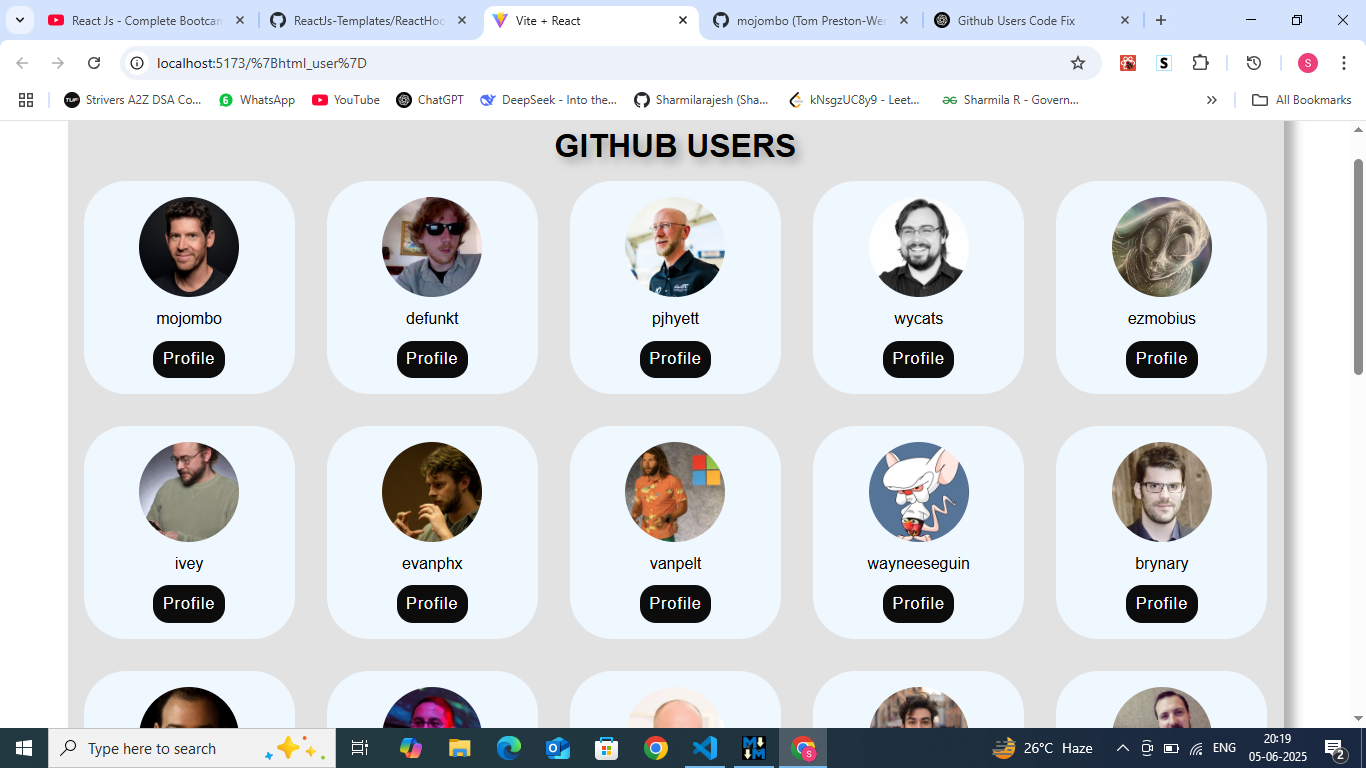 React Js - Complete Bootcam
ReactJs-Templates/ReactHoo
Vite + React
mojombo (Tom Preston-Wer
Github Users Code Fix
localhost:5173/%7Bhtml_user%7D
S
S
TUF
Strivers A2Z DSA Co...
6
WhatsApp
YouTube
ChatGPT
DeepSeek - Into the...
Sharmilarajesh (Sha...
kNsgzUC8y9 - Leet...
Sharmila R - Govern...
All Bookmarks
GITHUB USERS
mojombo
defunkt
pjhyett
wycats
ezmobius
Profile
Profile
Profile
Profile
Profile
ivey
evanphx
vanpelt
wayneeseguin
brynary
Profile
Profile
Profile
Profile
Profile
Type here to search
M M
S
26°C Haze
ENG
20:19
05-06-2025
2